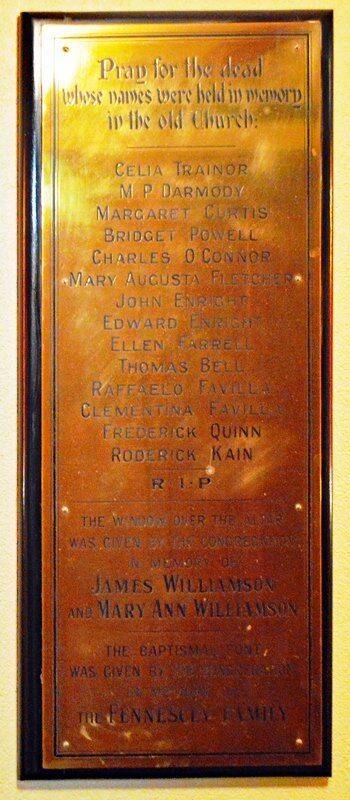 Pray for the dead
whose names were held in memory
in the old Church:
CELIA TRAINOR
M P DARMODY
MARGARET CURTIS
BRIDGET POWELL
CHARLES O'CONNOR
MARY AUGUSTA FLETCHER
JOHN ENRIGHT
EDWARD ENRIGHT
ELLEN FARRELL
THOMAS BELL
RAFFAELO FAVILLA
CLEMENTINA FAVILLA
FREDERICK QUINN
RODERICK KAIN
R·I·P
THE WINDOW OVER THE ALTAR
WAS GIVEN BY THE CONGREGATION
IN MEMORY OF
JAMES WILLIAMSON
AND MARY ANN WILLIAMSON
THE BAPTISMAL FONT
WAS GIVEN BY THE CONGREGATION
IN MEMORY OF
THE FENNESCEY FAMILY